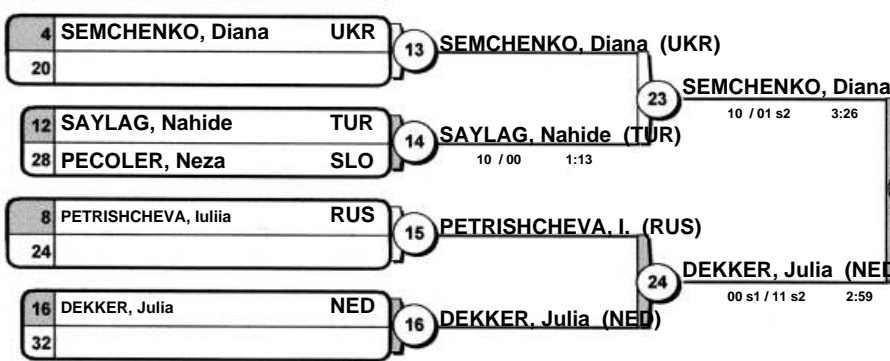 4 SEMCHENKO, Diana UKR
20
13 SEMCHENKO, Diana (UKR)
23 SEMCHENKO, Diana
10 / 01 s2 3:26
12 SAYLAG, Nahide TUR
28 PECOLER, Neza SLO
14 SAYLAG, Nahide (TUR)
10 / 00 1:13
8 PETRISHCHEVA, Iuliia RUS
24
15 PETRISHCHEVA, I. (RUS)
24 DEKKER, Julia (NED
00 s1 / 11 s2 2:59
16 DEKKER, Julia NED
32
16 DEKKER, Julia (NED)